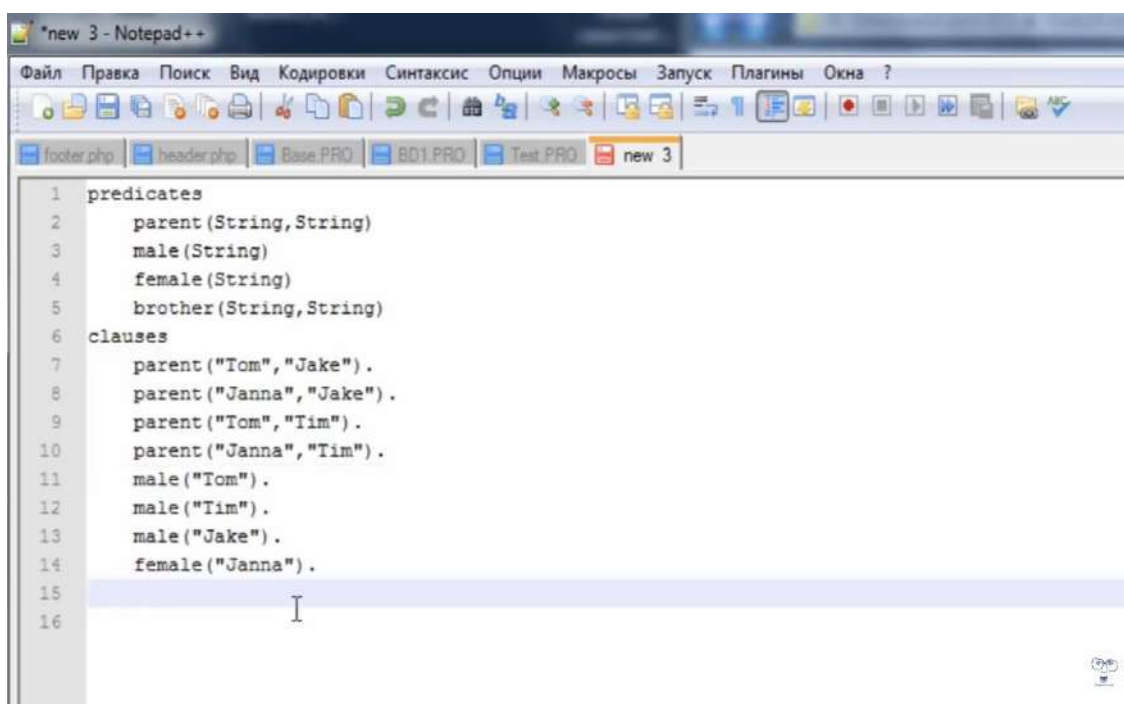 *new 3 - Notepad++
Файл Правка Поиск Вид Кодировки Синтаксис Опции Макросы Запуск Плагины Окна ?
footer.php header.php Base.PRO BD1.PRO Test.PRO new 3
1 predicates
2 parent(String,String)
3 male(String)
4 female(String)
5 brother(String,String)
6 clauses
7 parent("Tom","Jake").
8 parent("Janna","Jake").
9 parent("Tom","Tim").
10 parent("Janna","Tim").
11 male("Tom").
12 male("Tim").
13 male("Jake").
14 female("Janna").
15
16